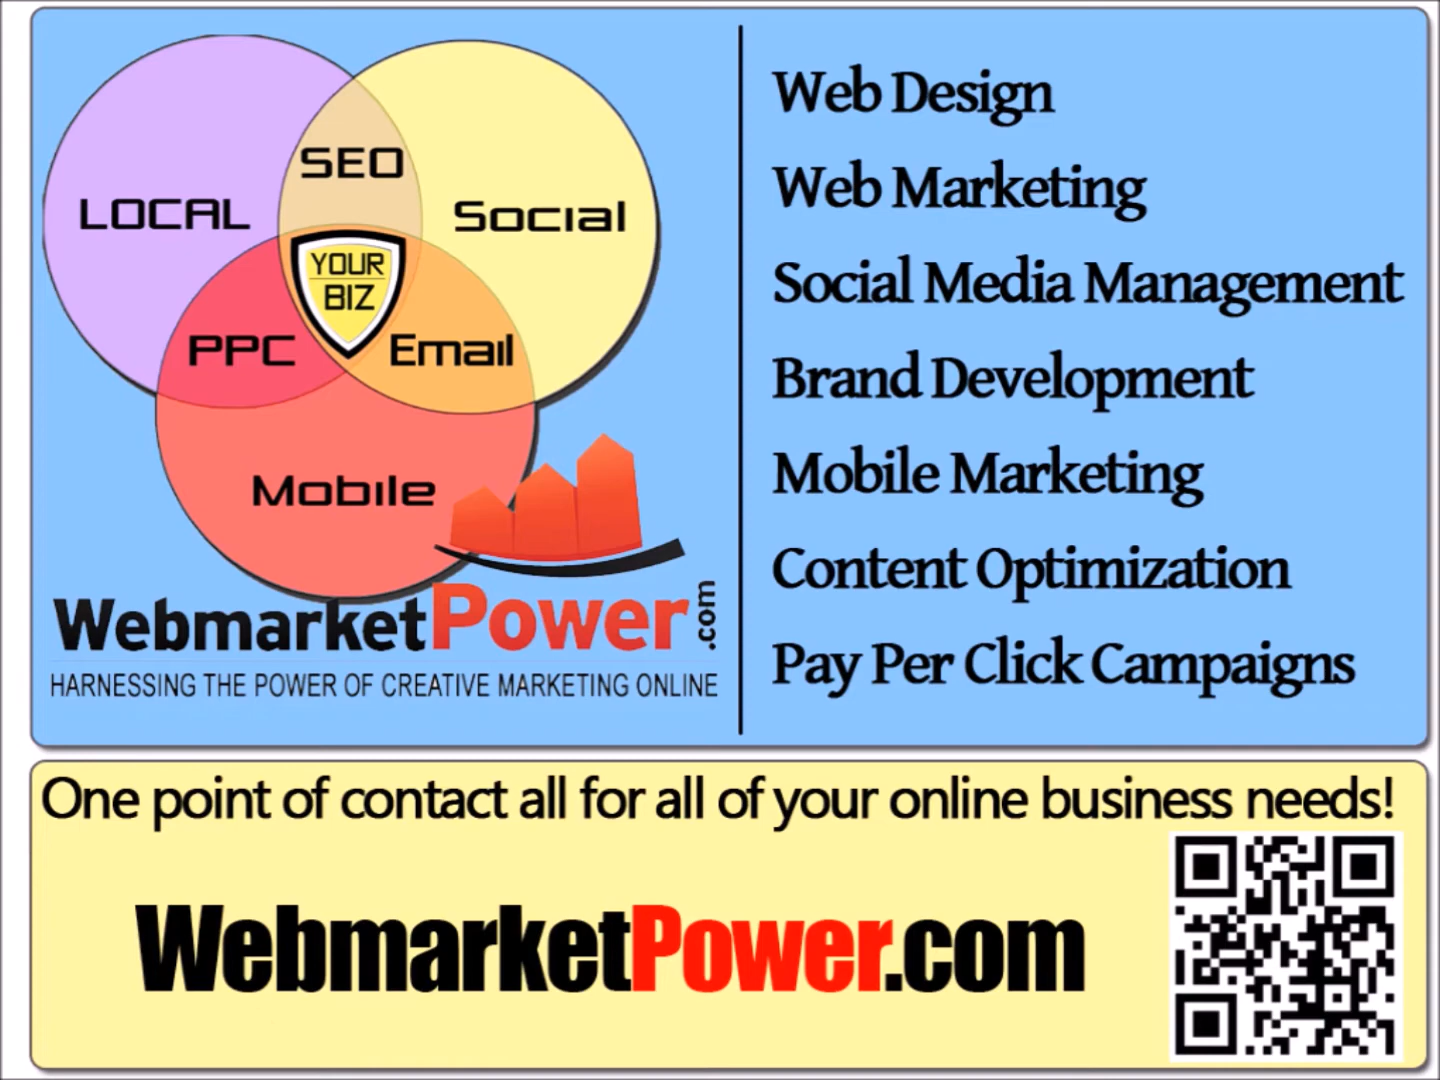 SEO
LOCAL
Social
YOUR
BIZ
PPC
Email
Mobile
WebmarketPower.com
HARNESSING THE POWER OF CREATIVE MARKETING ONLINE
Web Design
Web Marketing
Social Media Management
Brand Development
Mobile Marketing
Content Optimization
Pay Per Click Campaigns
One point of contact all for all of your online business needs!
WebmarketPower.com